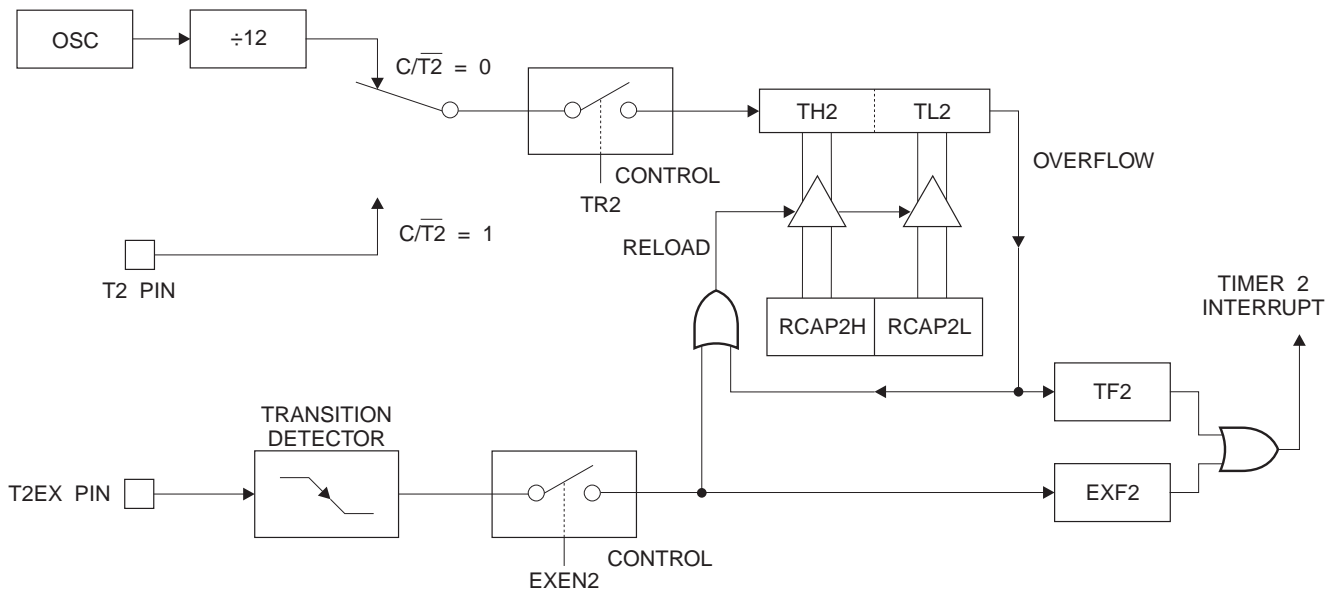 OSC
÷12
C/T2 = 0
TH2
TL2
OVERFLOW
CONTROL
TR2
C/T2 = 1
RELOAD
T2 PIN
TIMER 2
INTERRUPT
RCAP2H
RCAP2L
TF2
TRANSITION
DETECTOR
T2EX PIN
EXF2
CONTROL
EXEN2